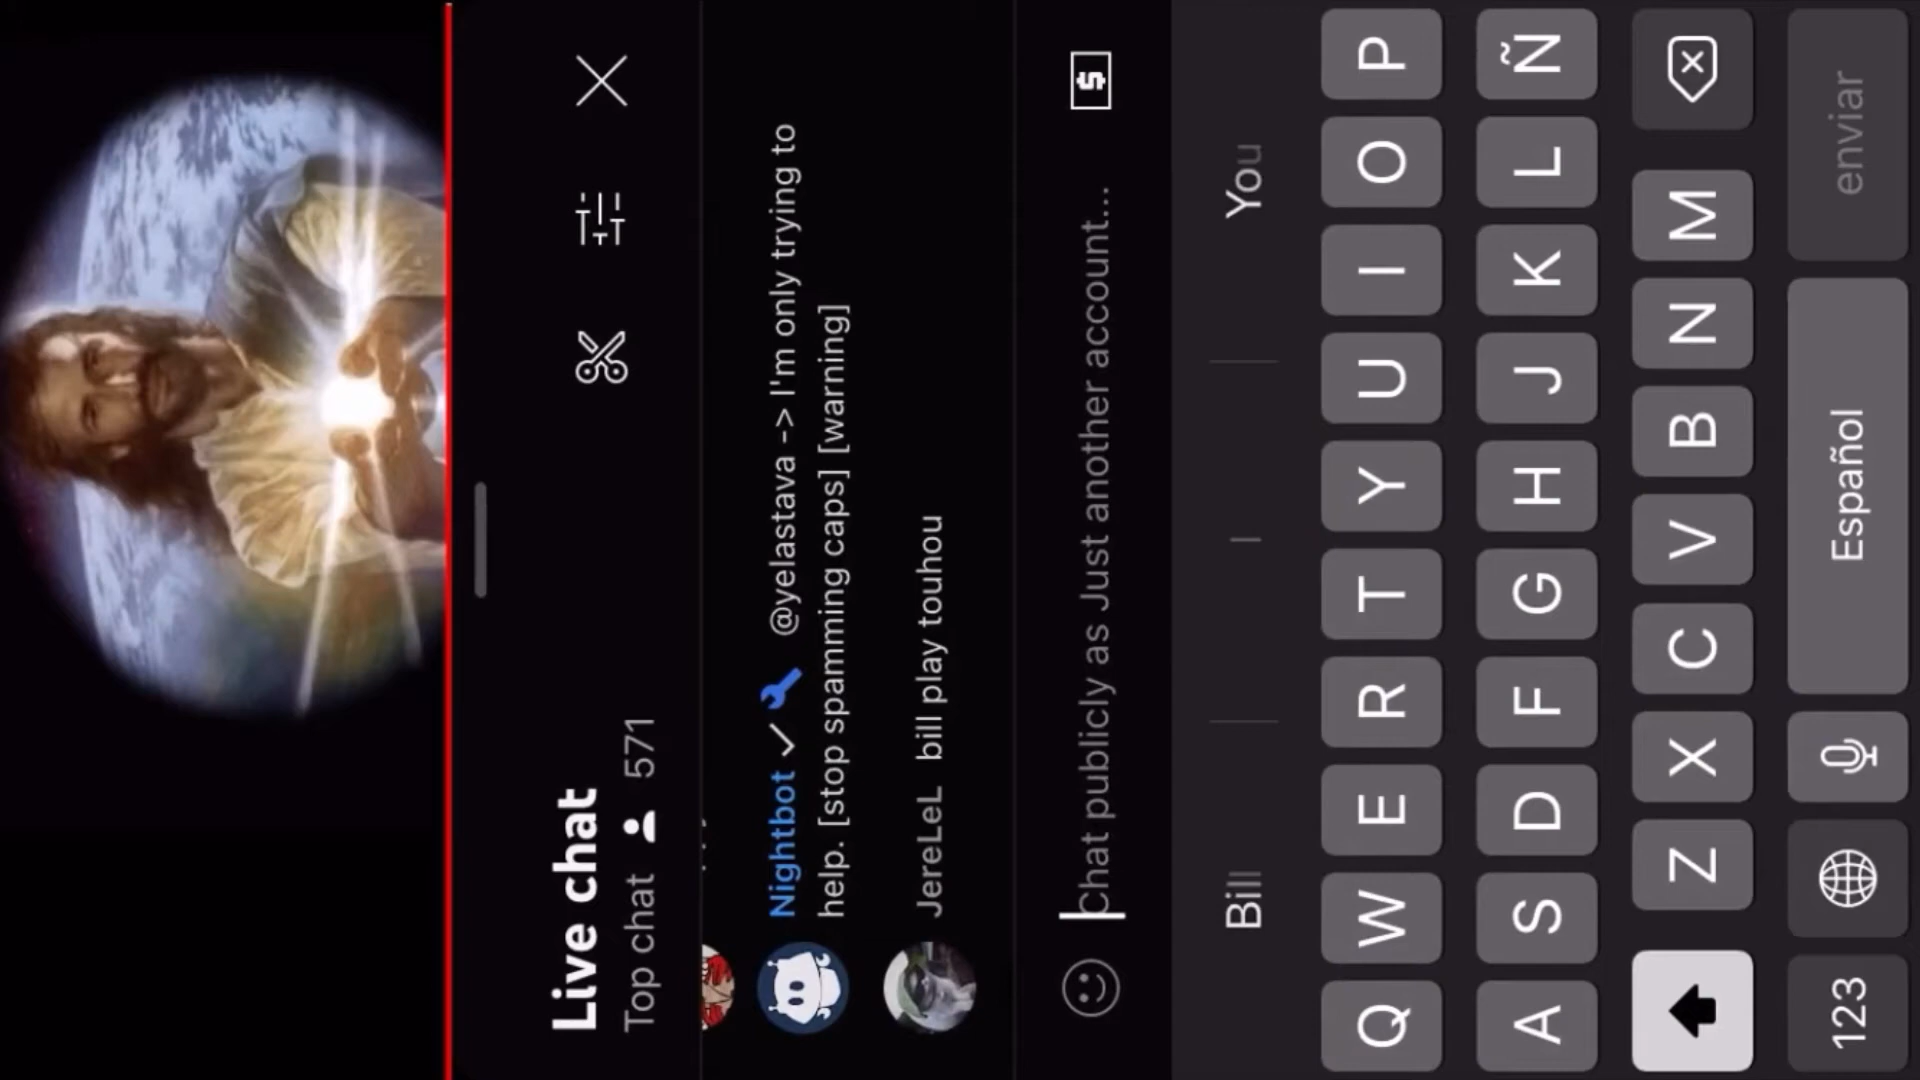 Live chat
Top chat 571
Nightbot @yelastava -> I'm only trying to
help. [stop spamming caps] [warning]
JereLeL bill play touhou
Chat publicly as Just another account...
$
Bill I You
Q W E R T Y U I O P
A S D F G H J K L Ñ
Z X C V B N M
123 Español enviar